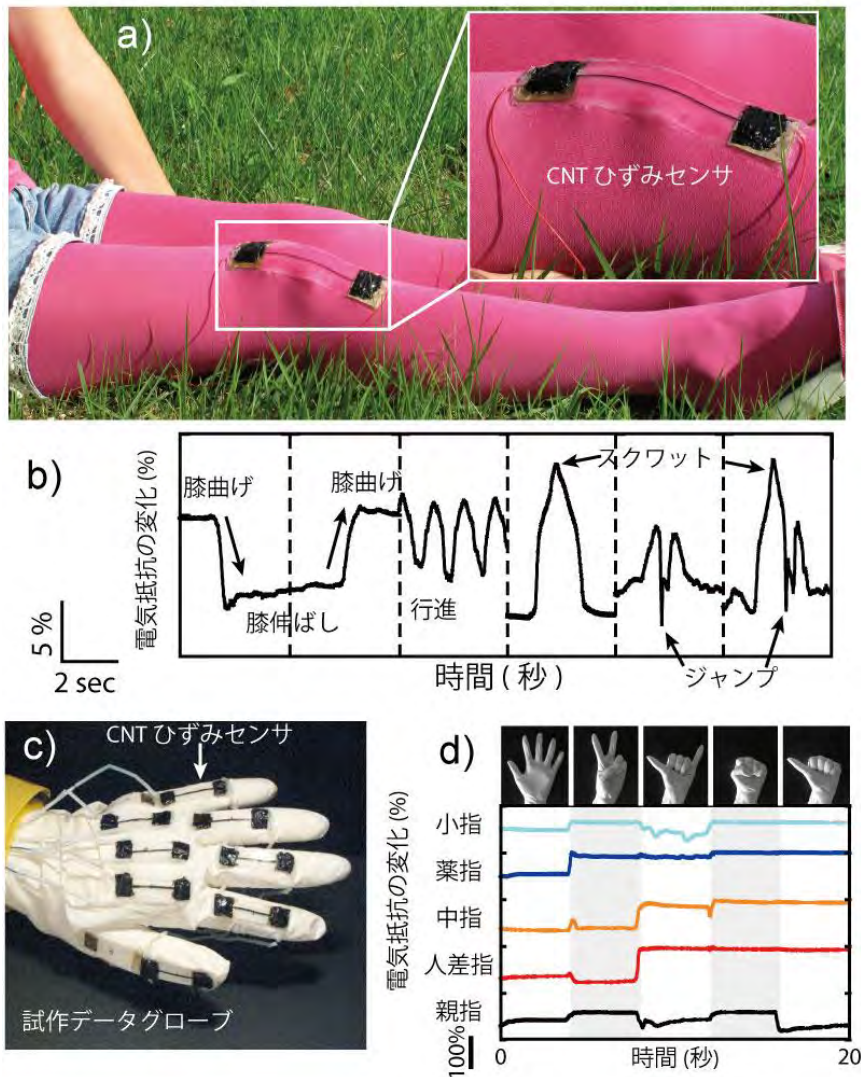 a)
CNT ひずみセンサ
b)
電気抵抗の変化 (%)
膝曲げ
膝曲げ
スクワット
膝伸ばし
行進
ジャンプ
5 %
2 sec
時間 ( 秒 )
c)
CNT ひずみセンサ
試作データグローブ
d)
電気抵抗の変化 (%)
小指
薬指
中指
人差指
親指
100%
0
時間 (秒)
20